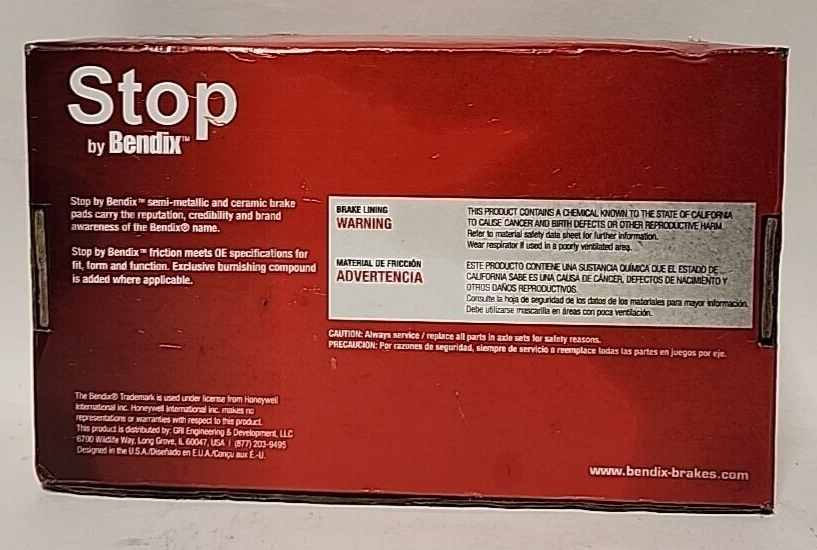 Stop
by Bendix™
Stop by Bendix™ semi-metallic and ceramic brake
pads carry the reputation, credibility and brand
awareness of the Bendix® name.
Stop by Bendix™ friction meets OE specifications for
fit, form and function. Exclusive burnishing compound
is added where applicable.
BRAKE LINING
WARNING
THIS PRODUCT CONTAINS A CHEMICAL KNOWN TO THE STATE OF CALIFORNIA
TO CAUSE CANCER AND BIRTH DEFECTS OR OTHER REPRODUCTIVE HARM.
Refer to material safety data sheet for further information.
Wear respirator if used in a poorly ventilated area.
MATERIAL DE FRICCIÓN
ADVERTENCIA
ESTE PRODUCTO CONTIENE UNA SUSTANCIA QUÍMICA QUE EL ESTADO DE
CALIFORNIA SABE ES UNA CAUSA DE CÁNCER, DEFECTOS DE NACIMIENTO Y
OTROS DAÑOS REPRODUCTIVOS.
Consulte la hoja de seguridad de los datos de los materiales para mayor información.
Debe utilizarse mascarilla en áreas con poca ventilación.
CAUTION: Always service / replace all parts in axle sets for safety reasons.
PRECAUCION: Por razones de seguridad, siempre de servicio o reemplace todas las partes en juegos por eje.
The Bendix® Trademark is used under license from Honeywell
International Inc. Honeywell International Inc. makes no
representations or warranties with respect to this product.
This product is distributed by: GRI Engineering & Development, LLC
6700 Wildlife Way, Long Grove, IL 60047, USA | (877) 203-9495
Designed in the U.S.A./Diseñado en E.U.A./Conçu aux É.-U.
www.bendix-brakes.com